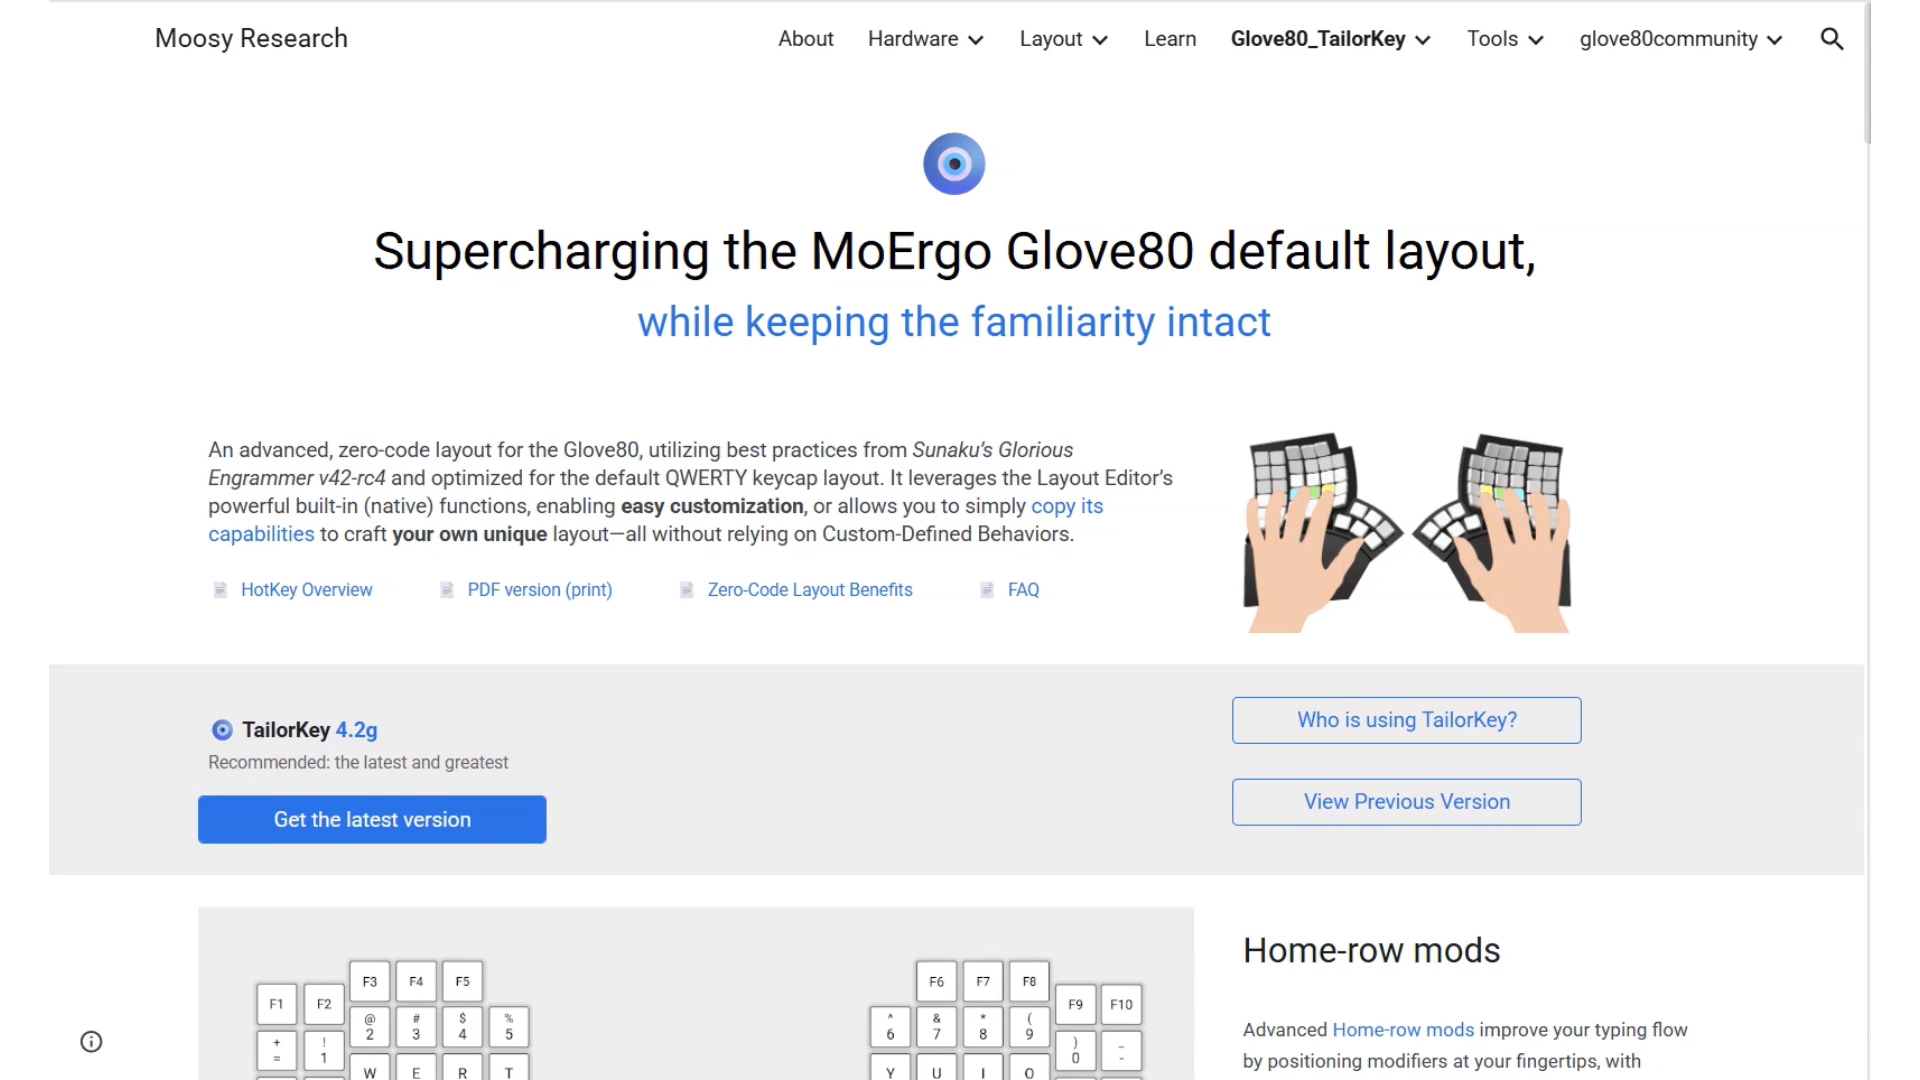 Moosy Research
About
Hardware
Layout
Learn
Glove80_TailorKey
Tools
glove80community
Supercharging the MoErgo Glove80 default layout,
while keeping the familiarity intact
An advanced, zero-code layout for the Glove80, utilizing best practices from Sunaku’s Glorious
Engrammer v42-rc4 and optimized for the default QWERTY keycap layout. It leverages the Layout Editor’s
powerful built-in (native) functions, enabling easy customization, or allows you to simply copy its
capabilities to craft your own unique layout—all without relying on Custom-Defined Behaviors.
HotKey Overview
PDF version (print)
Zero-Code Layout Benefits
FAQ
TailorKey 4.2g
Recommended: the latest and greatest
Get the latest version
Who is using TailorKey?
View Previous Version
F1
F2
F3
F4
F5
F6
F7
F8
F9
F10
+
=
!
1
@
2
#
3
$
4
%
5
^
6
&
7
*
8
(
9
)
0
_
-
W
E
R
T
Y
U
I
O
Home-row mods
Advanced Home-row mods improve your typing flow
by positioning modifiers at your fingertips, with